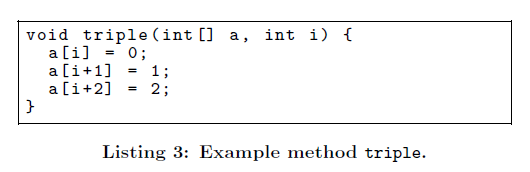 void triple(int[] a, int i) {
  a[i] = 0;
  a[i+1] = 1;
  a[i+2] = 2;
}
Listing 3: Example method triple.